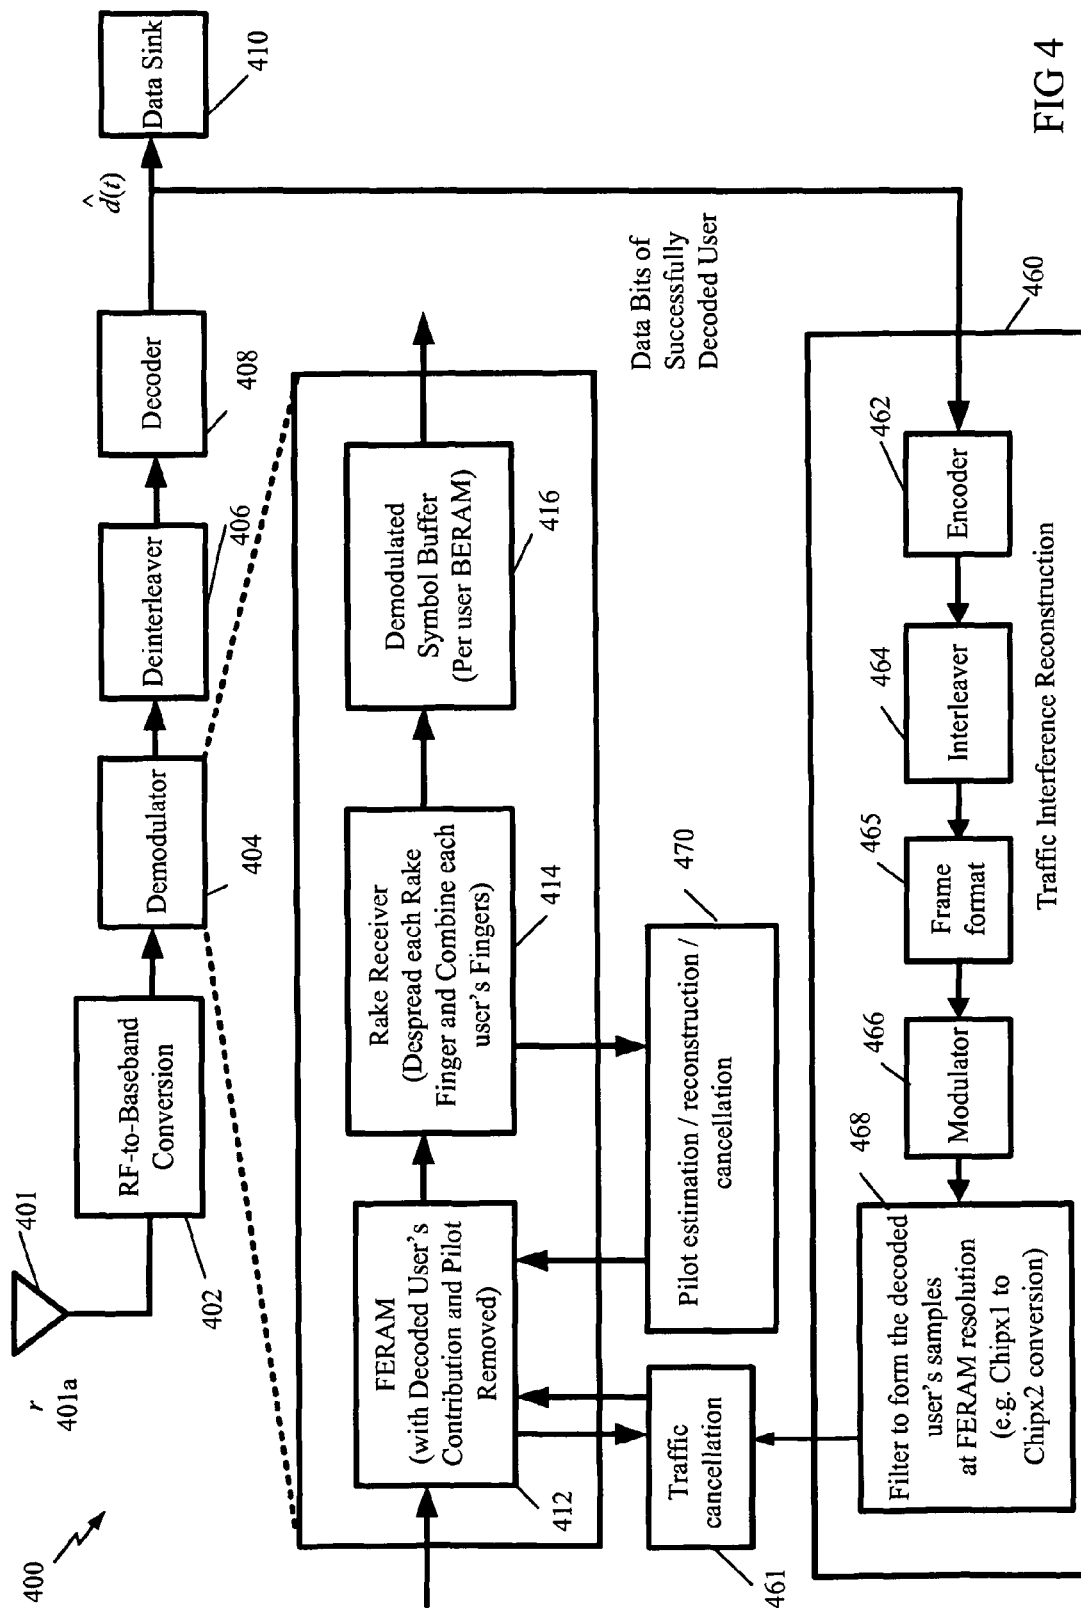 400
r
401a
401
RF-to-Baseband
Conversion
402
Demodulator
404
Deinterleaver
406
Decoder
408
^
d(t)
Data Sink
410
FERAM
(with Decoded User's
Contribution and Pilot
Removed)
412
Rake Receiver
(Despread each Rake
Finger and Combine each
user's Fingers)
414
Demodulated
Symbol Buffer
(Per user BERAM)
416
Traffic
cancellation
461
Pilot estimation / reconstruction /
cancellation
470
Data Bits of
Successfully
Decoded User
460
Filter to form the decoded
user's samples
at FERAM resolution
(e.g. Chipx1 to
Chipx2 conversion)
468
Modulator
466
Frame
format
465
Interleaver
464
Encoder
462
Traffic Interference Reconstruction
FIG 4